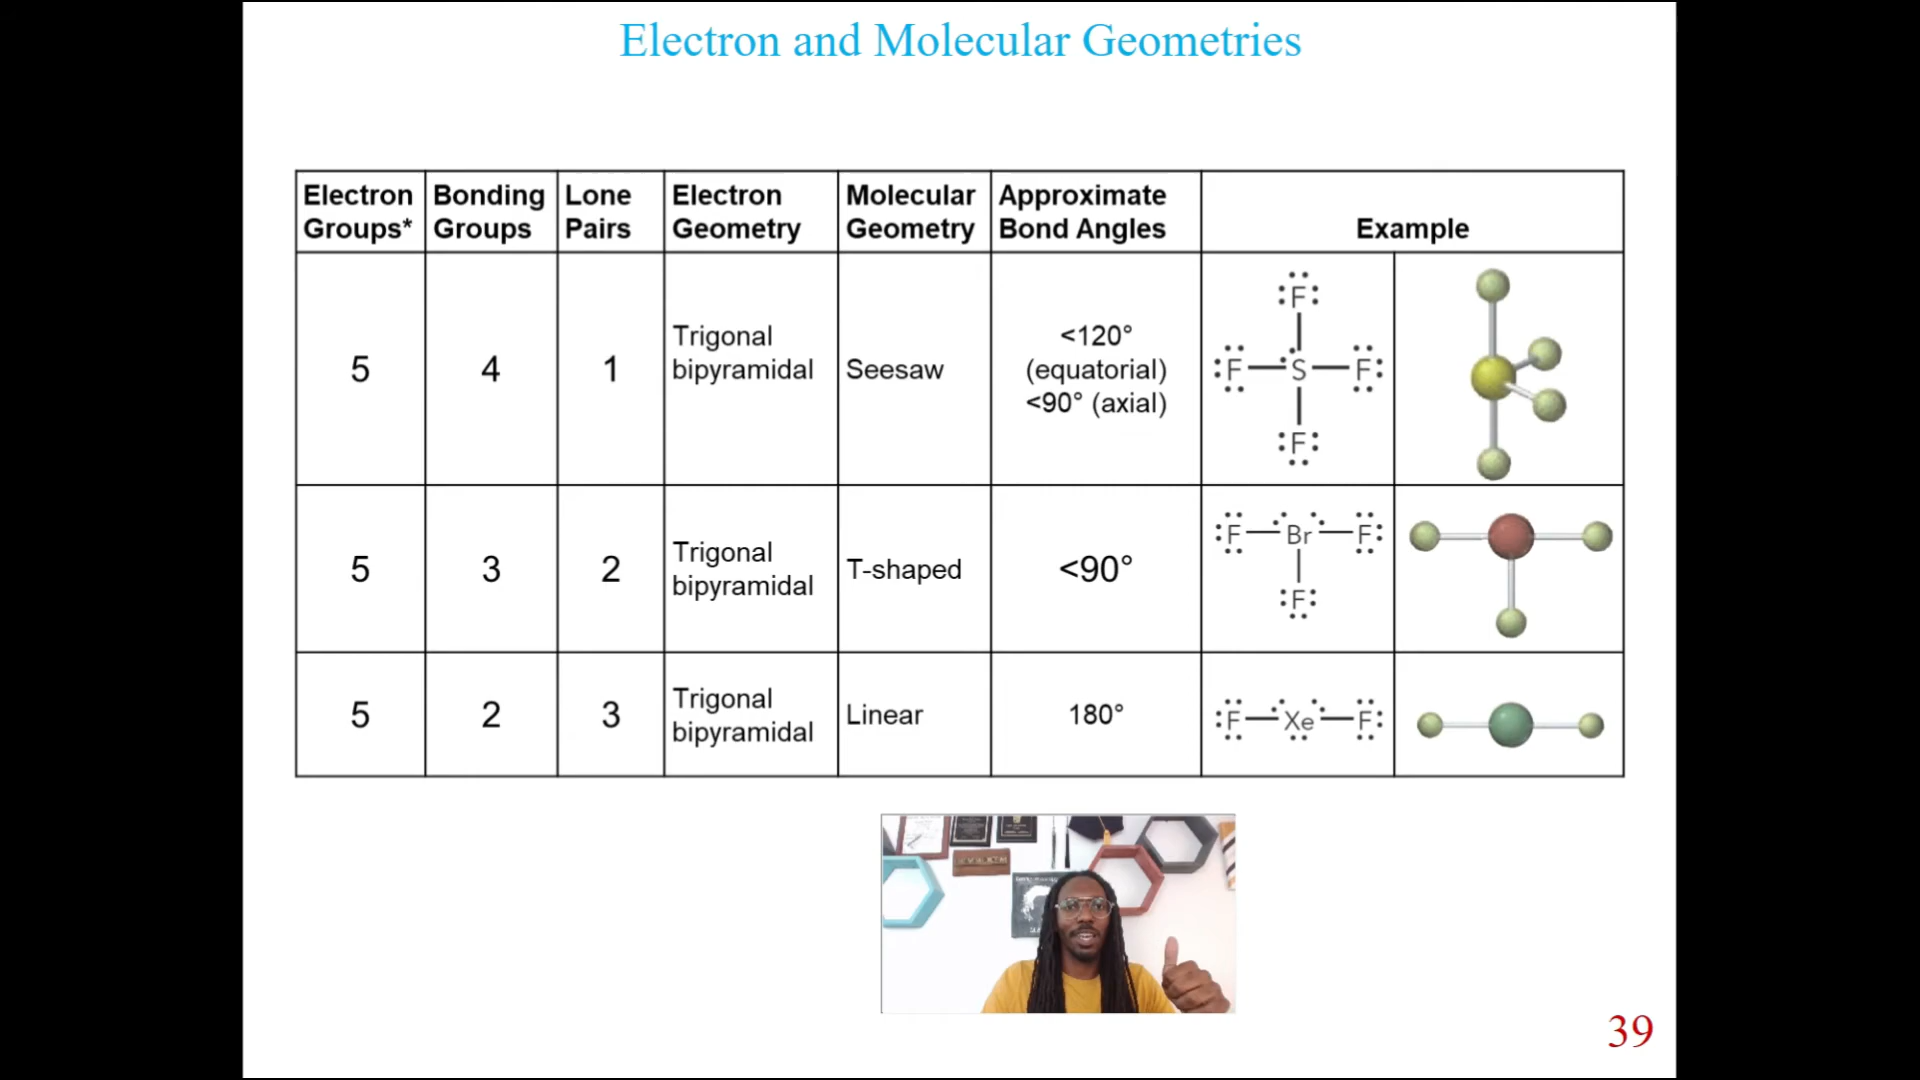 Electron and Molecular Geometries
Electron Groups*
Bonding Groups
Lone Pairs
Electron Geometry
Molecular Geometry
Approximate Bond Angles
Example
5
4
1
Trigonal
bipyramidal
Seesaw
<120°
(equatorial)
<90° (axial)
F
F S F
F
5
3
2
Trigonal
bipyramidal
T-shaped
<90°
F Br F
F
5
2
3
Trigonal
bipyramidal
Linear
180°
F Xe F
39